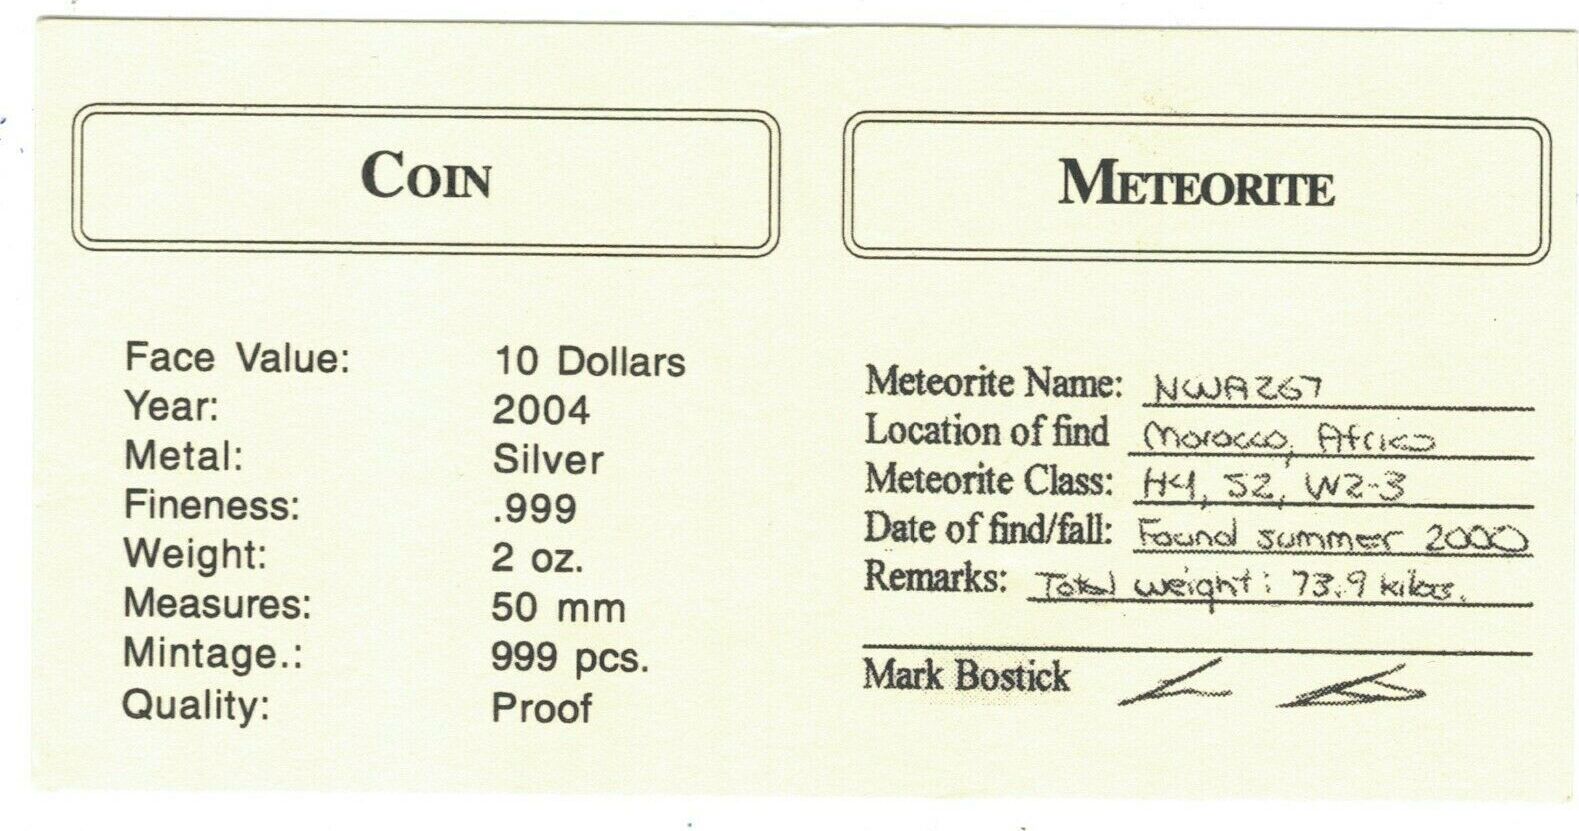 COIN
Face Value: 10 Dollars
Year: 2004
Metal: Silver
Fineness: .999
Weight: 2 oz.
Measures: 50 mm
Mintage.: 999 pcs.
Quality: Proof
METEORITE
Meteorite Name: NWA267
Location of find Morocco, Africa
Meteorite Class: H4, S2, W2-3
Date of find/fall: Found summer 2000
Remarks: Total weight: 73.9 kilos.
Mark Bostick